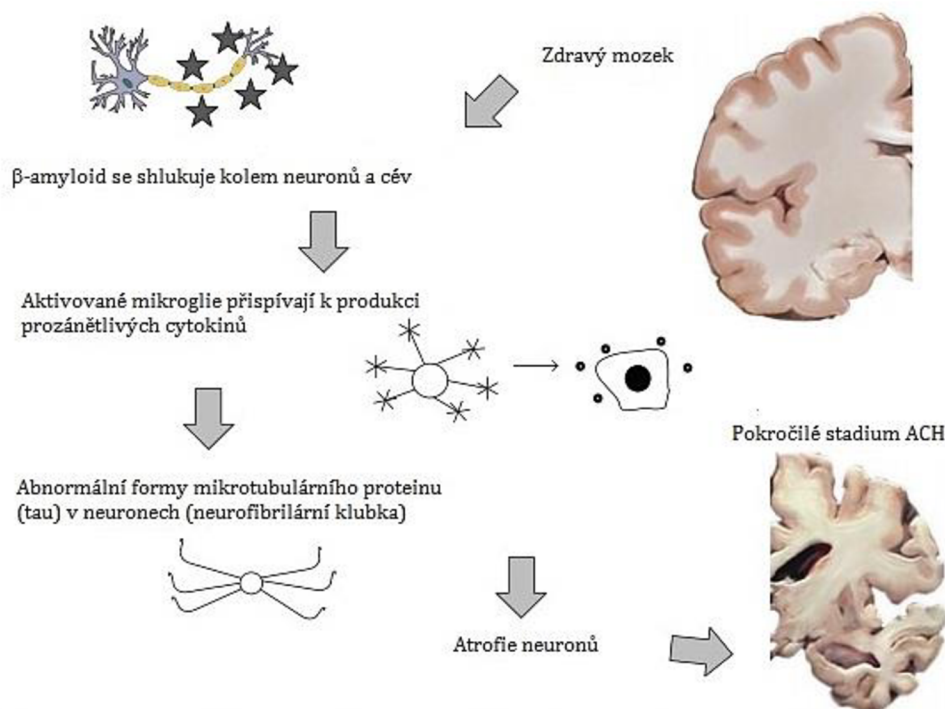 Zdravý mozek
β-amyloid se shlukuje kolem neuronů a cév
Aktivované mikroglie přispívají k produkci
prozánětlivých cytokinů
Pokročilé stadium ACH
Abnormální formy mikrotubulárního proteinu
(tau) v neuronech (neurofibrilární klubka)
Atrofie neuronů